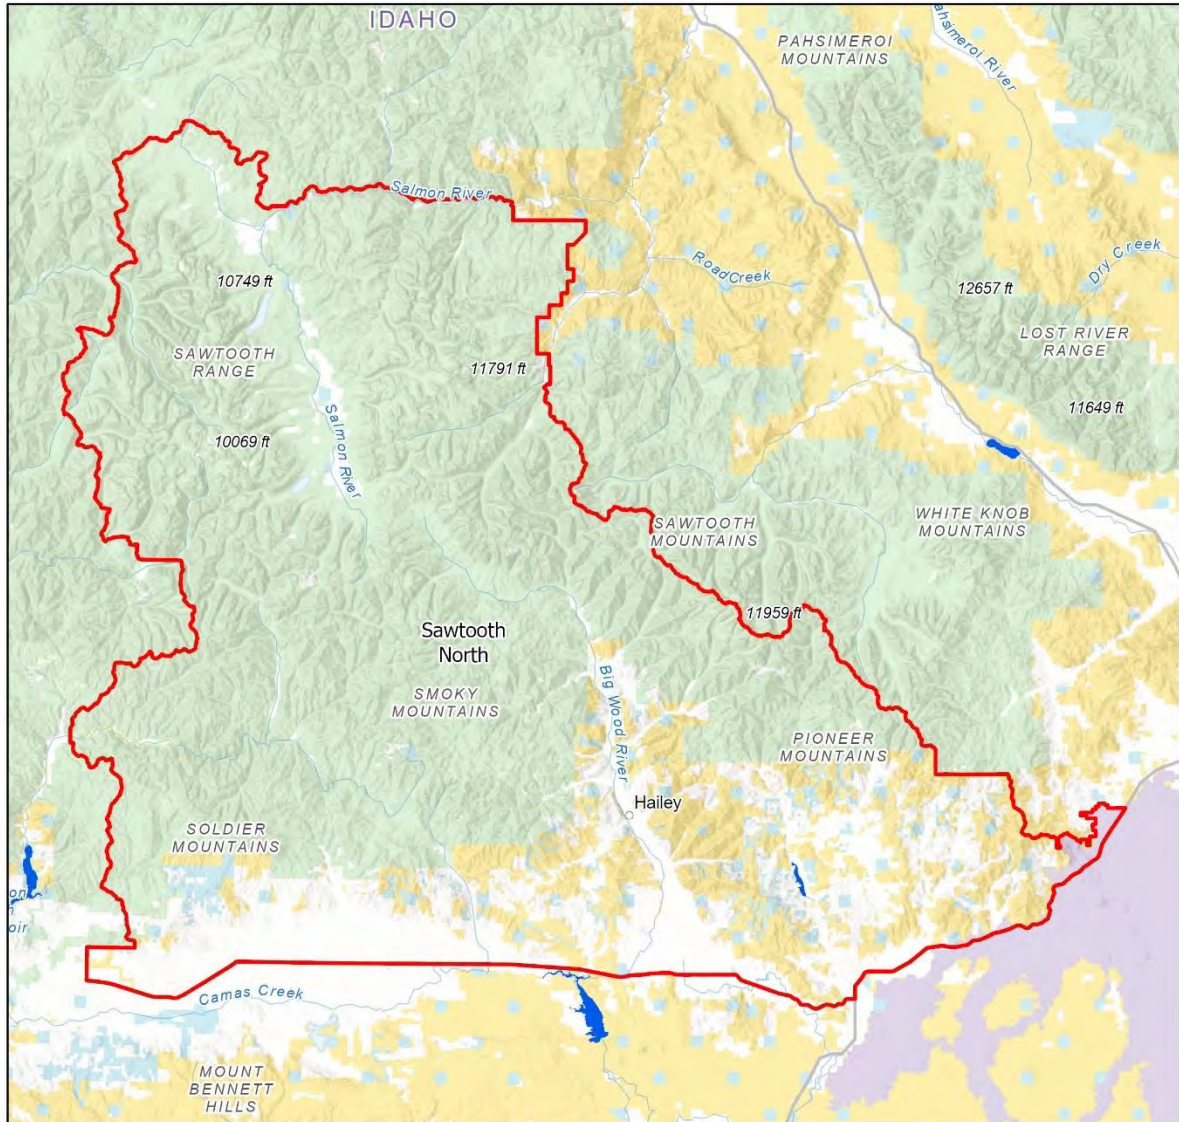 IDAHO
PAHSIMEROI
MOUNTAINS
Pahsimeroi River
Salmon River
10749 ft
Road Creek
Dry Creek
12657 ft
LOST RIVER
RANGE
SAWTOOTH
RANGE
11791 ft
11649 ft
10069 ft
Salmon River
SAWTOOTH
MOUNTAINS
WHITE KNOB
MOUNTAINS
11959 ft
Sawtooth
North
Big Wood River
SMOKY
MOUNTAINS
PIONEER
MOUNTAINS
Hailey
SOLDIER
MOUNTAINS
on
oir
Camas Creek
MOUNT
BENNETT
HILLS